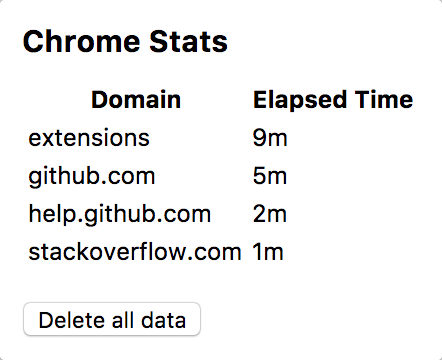 Chrome Stats
Domain Elapsed Time
extensions 9m
github.com 5m
help.github.com 2m
stackoverflow.com 1m
Delete all data